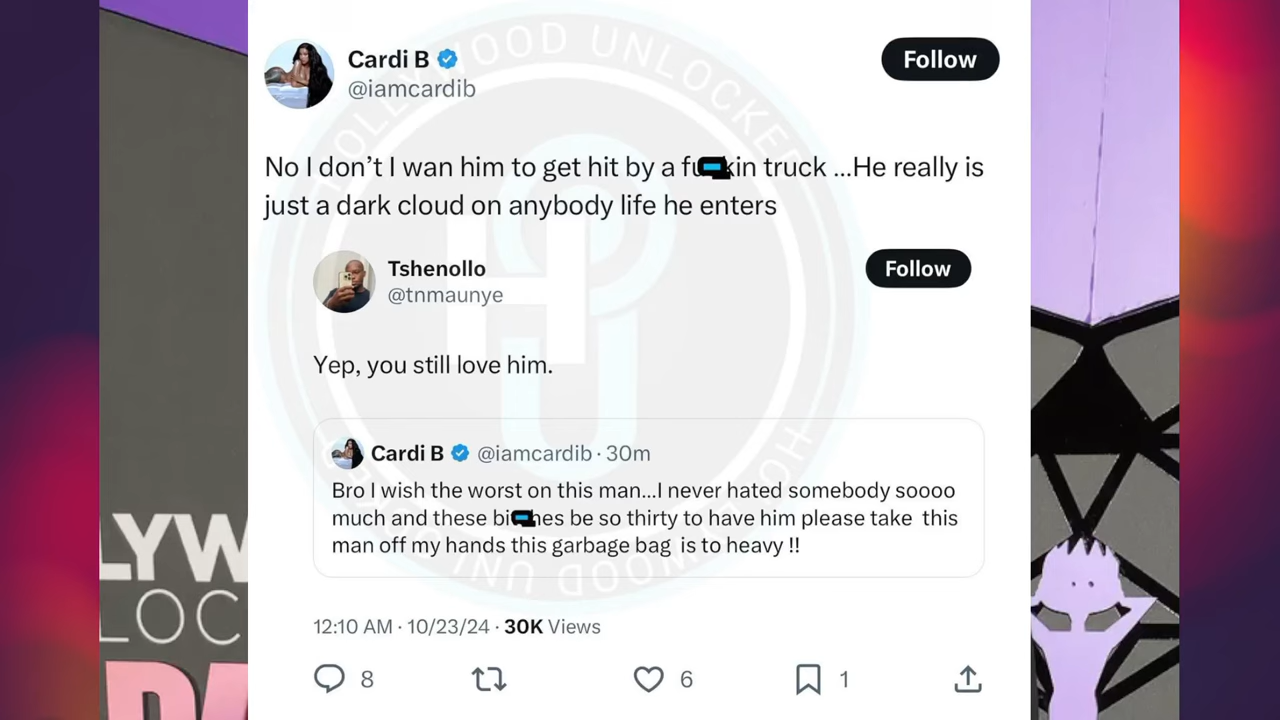 HOLLYWOOD UNLOCKED
Cardi B
@iamcardib
Follow
No I don’t I wan him to get hit by a fu kin truck ...He really is
just a dark cloud on anybody life he enters
Tshenollo
@tnmaunye
Follow
Yep, you still love him.
Cardi B @iamcardib · 30m
Bro I wish the worst on this man...I never hated somebody soooo
much and these bi hes be so thirty to have him please take this
man off my hands this garbage bag is to heavy !!
12:10 AM · 10/23/24 · 30K Views
8
6
1
LYW
LOC